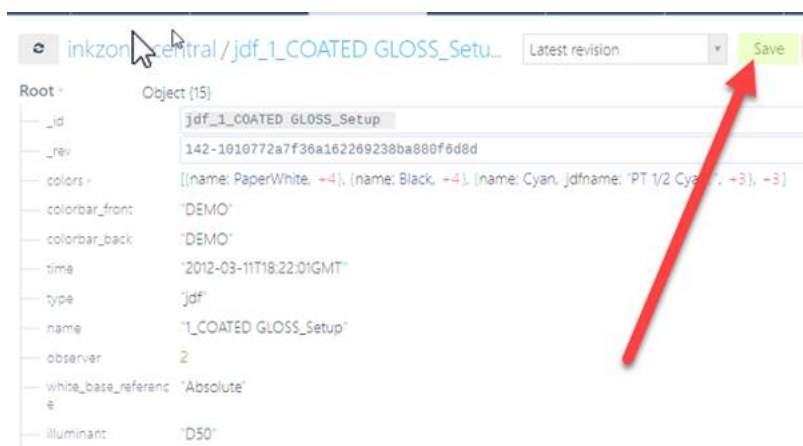 inkzon central/jdf_1_COATED GLOSS_Setu... Latest revision Save
Root Object {15}
_id jdf_1_COATED GLOSS_Setup
_rev 142-1010772a7f36a162269238ba880f6d8d
colors [{name: PaperWhite, +4}, {name: Black, +4}, {name: Cyan, jdfname: "PT 1/2 Cya , +3}, +3]
colorbar_front "DEMO"
colorbar_back "DEMO"
time "2012-03-11T18:22:01GMT"
type "jdf"
name "1_COATED GLOSS_Setup"
observer 2
white_base_referenc "Absolute"
e
illuminant "D50"